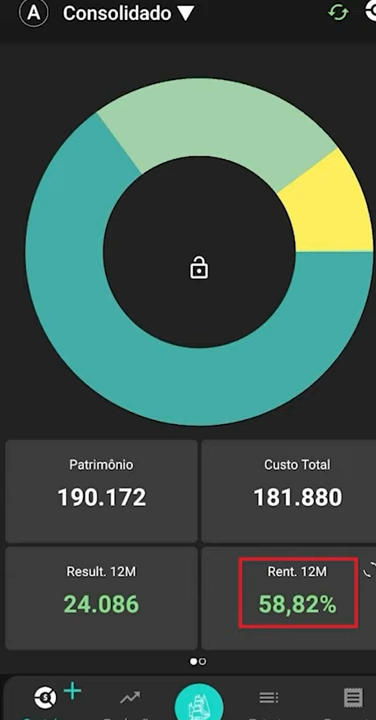 A Consolidado ▼
Patrimônio
190.172
Custo Total
181.880
Result. 12M
24.086
Rent. 12M
58,82%